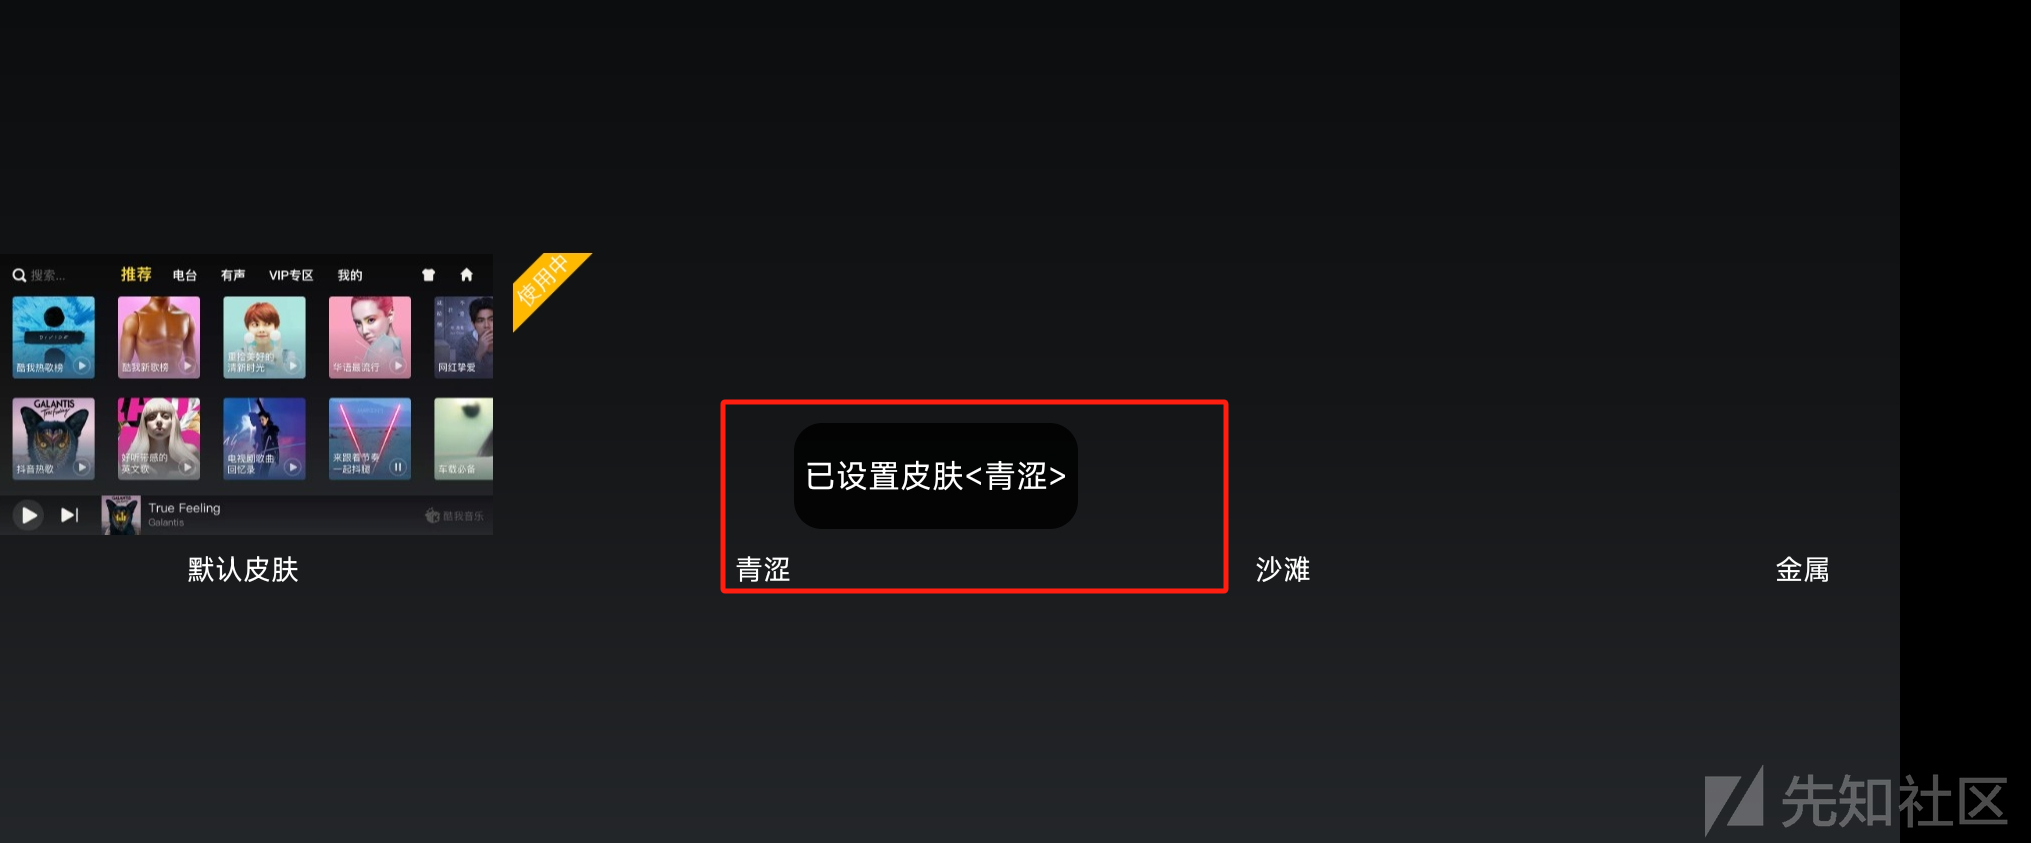 搜索...
推荐 电台 有声 VIP专区 我的
使用中
酷我热歌榜
酷我新歌榜
重拾美好的
清新时光
华语最流行
网红挚爱
GALANTIS
True Feeling
抖音热歌
好听带感的
英文歌
电视剧歌曲
回忆录
来跟着节奏
一起抖腿
车载必备
True Feeling
Galantis
酷我音乐
已设置皮肤<青涩>
默认皮肤
青涩
沙滩
金属
先知社区